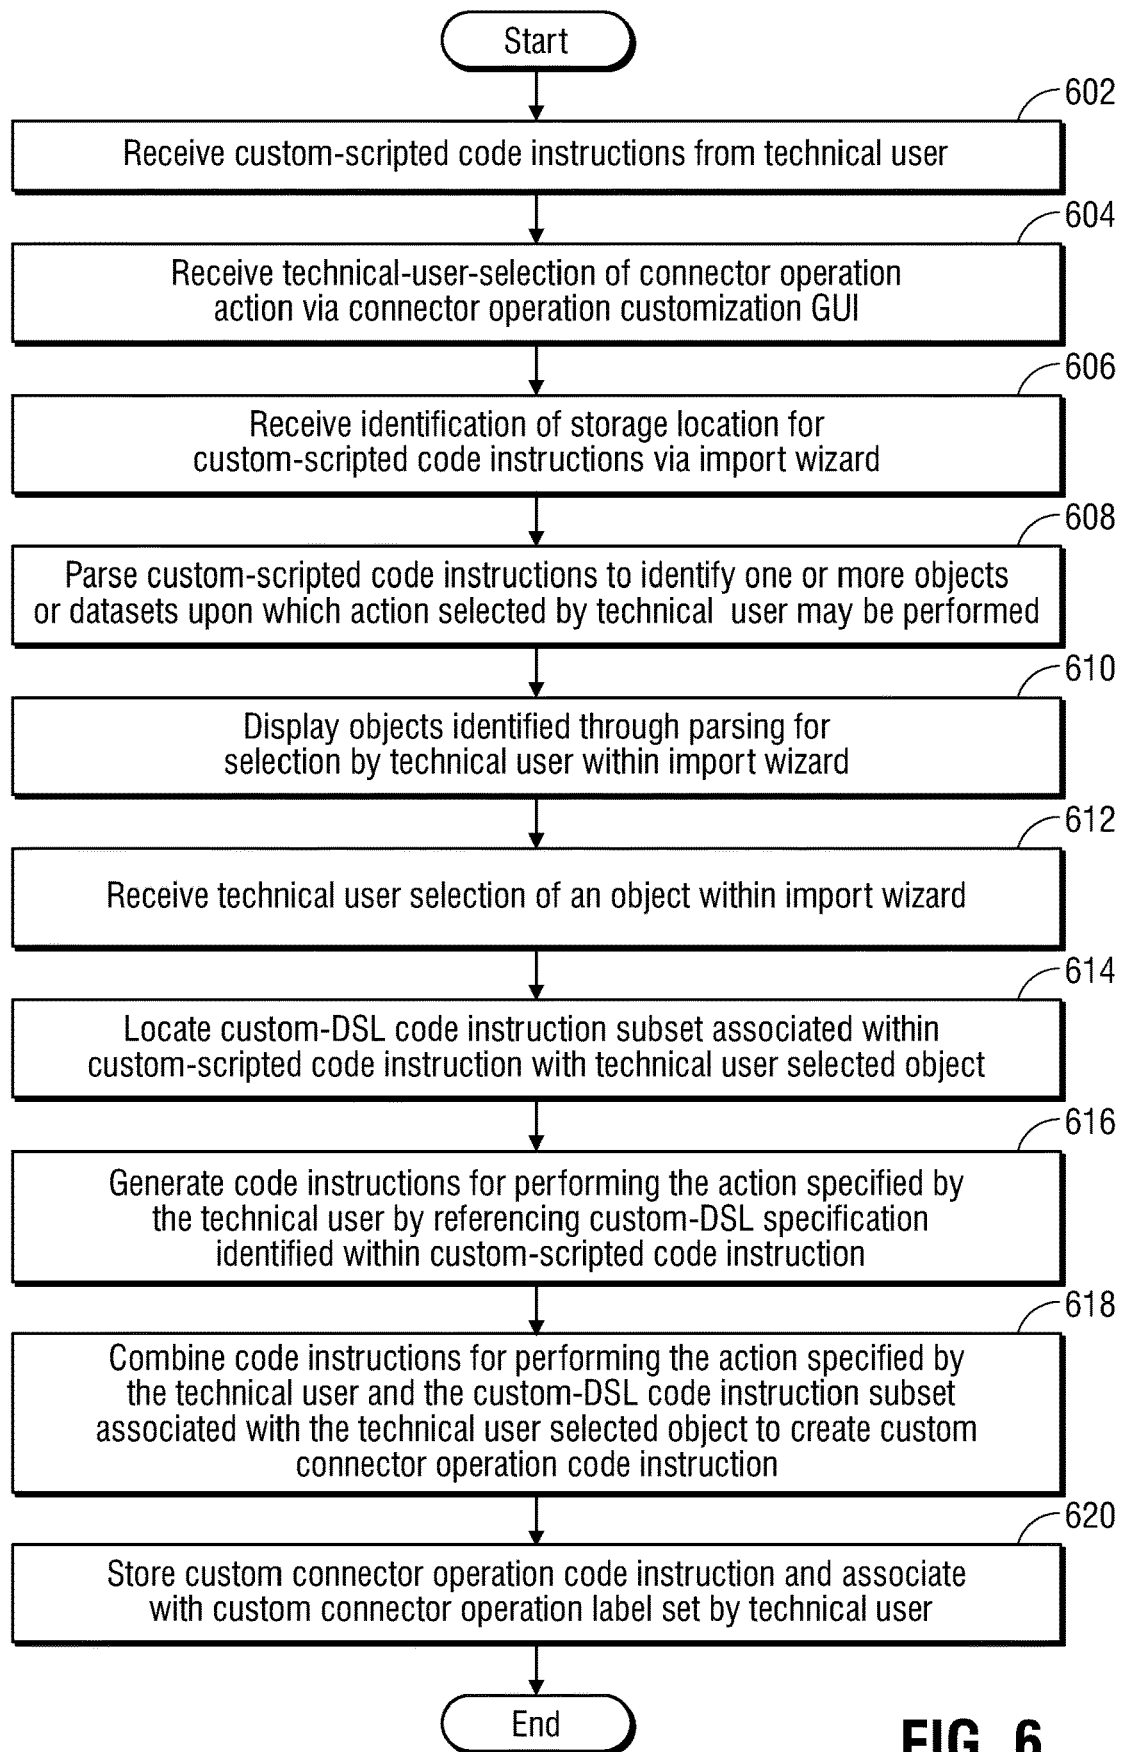 Start
602
Receive custom-scripted code instructions from technical user
604
Receive technical-user-selection of connector operation
action via connector operation customization GUI
606
Receive identification of storage location for
custom-scripted code instructions via import wizard
608
Parse custom-scripted code instructions to identify one or more objects
or datasets upon which action selected by technical user may be performed
610
Display objects identified through parsing for
selection by technical user within import wizard
612
Receive technical user selection of an object within import wizard
614
Locate custom-DSL code instruction subset associated within
custom-scripted code instruction with technical user selected object
616
Generate code instructions for performing the action specified by
the technical user by referencing custom-DSL specification
identified within custom-scripted code instruction
618
Combine code instructions for performing the action specified by
the technical user and the custom-DSL code instruction subset
associated with the technical user selected object to create custom
connector operation code instruction
620
Store custom connector operation code instruction and associate
with custom connector operation label set by technical user
End
FIG. 6